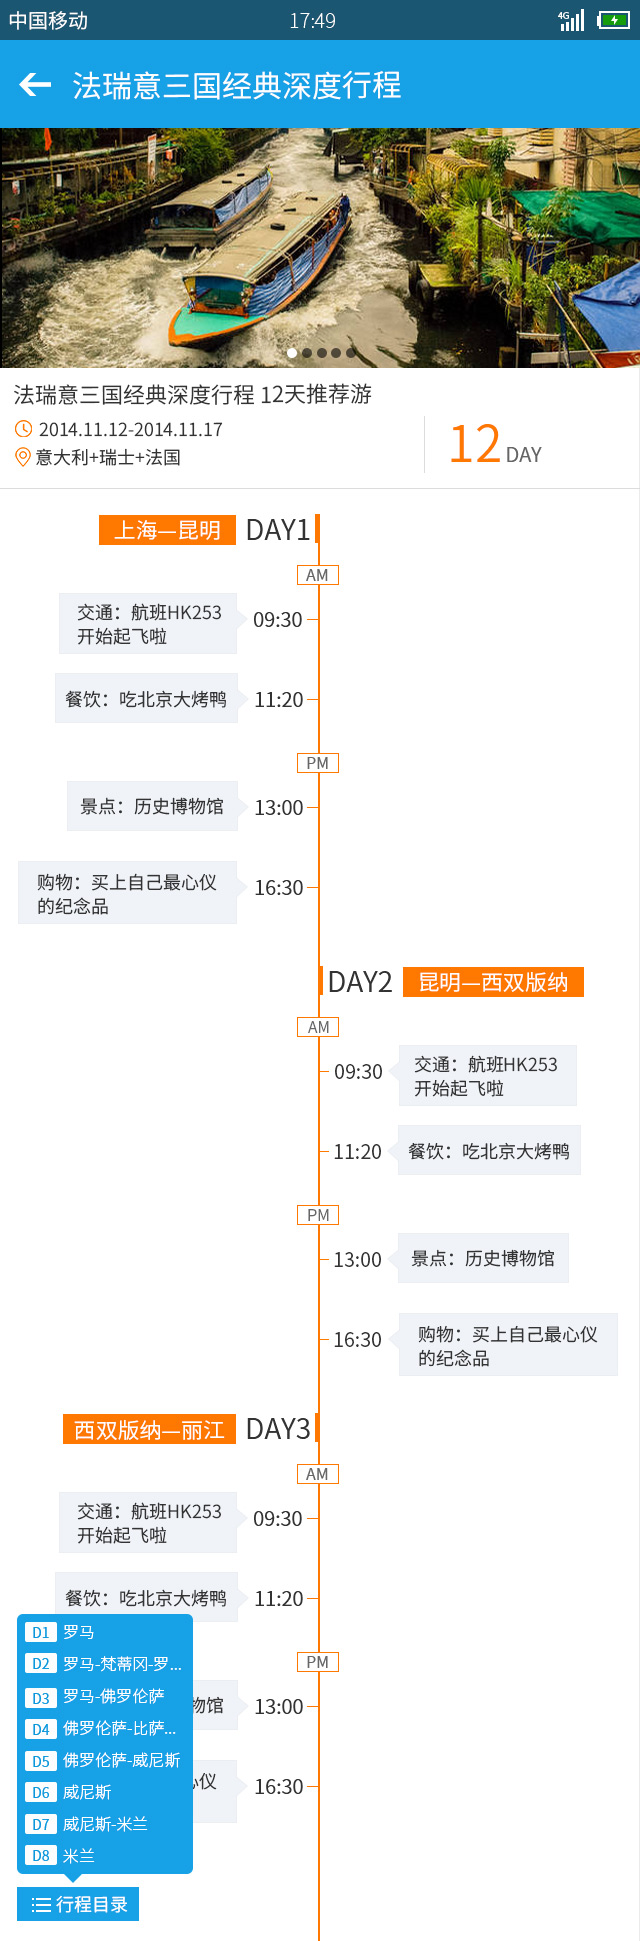 中国移动 17:49 4G
法瑞意三国经典深度行程
法瑞意三国经典深度行程 12天推荐游
2014.11.12-2014.11.17
意大利+瑞士+法国
12 DAY
上海—昆明 DAY1
AM
交通：航班HK253
开始起飞啦
09:30
餐饮：吃北京大烤鸭 11:20
PM
景点：历史博物馆 13:00
购物：买上自己最心仪
的纪念品
16:30
DAY2 昆明—西双版纳
AM
09:30
交通：航班HK253
开始起飞啦
11:20 餐饮：吃北京大烤鸭
PM
13:00 景点：历史博物馆
16:30
购物：买上自己最心仪
的纪念品
西双版纳—丽江 DAY3
AM
交通：航班HK253
开始起飞啦
09:30
餐饮：吃北京大烤鸭 11:20
PM
物馆 13:00
心仪 16:30
D1 罗马
D2 罗马-梵蒂冈-罗...
D3 罗马-佛罗伦萨
D4 佛罗伦萨-比萨...
D5 佛罗伦萨-威尼斯
D6 威尼斯
D7 威尼斯-米兰
D8 米兰
行程目录